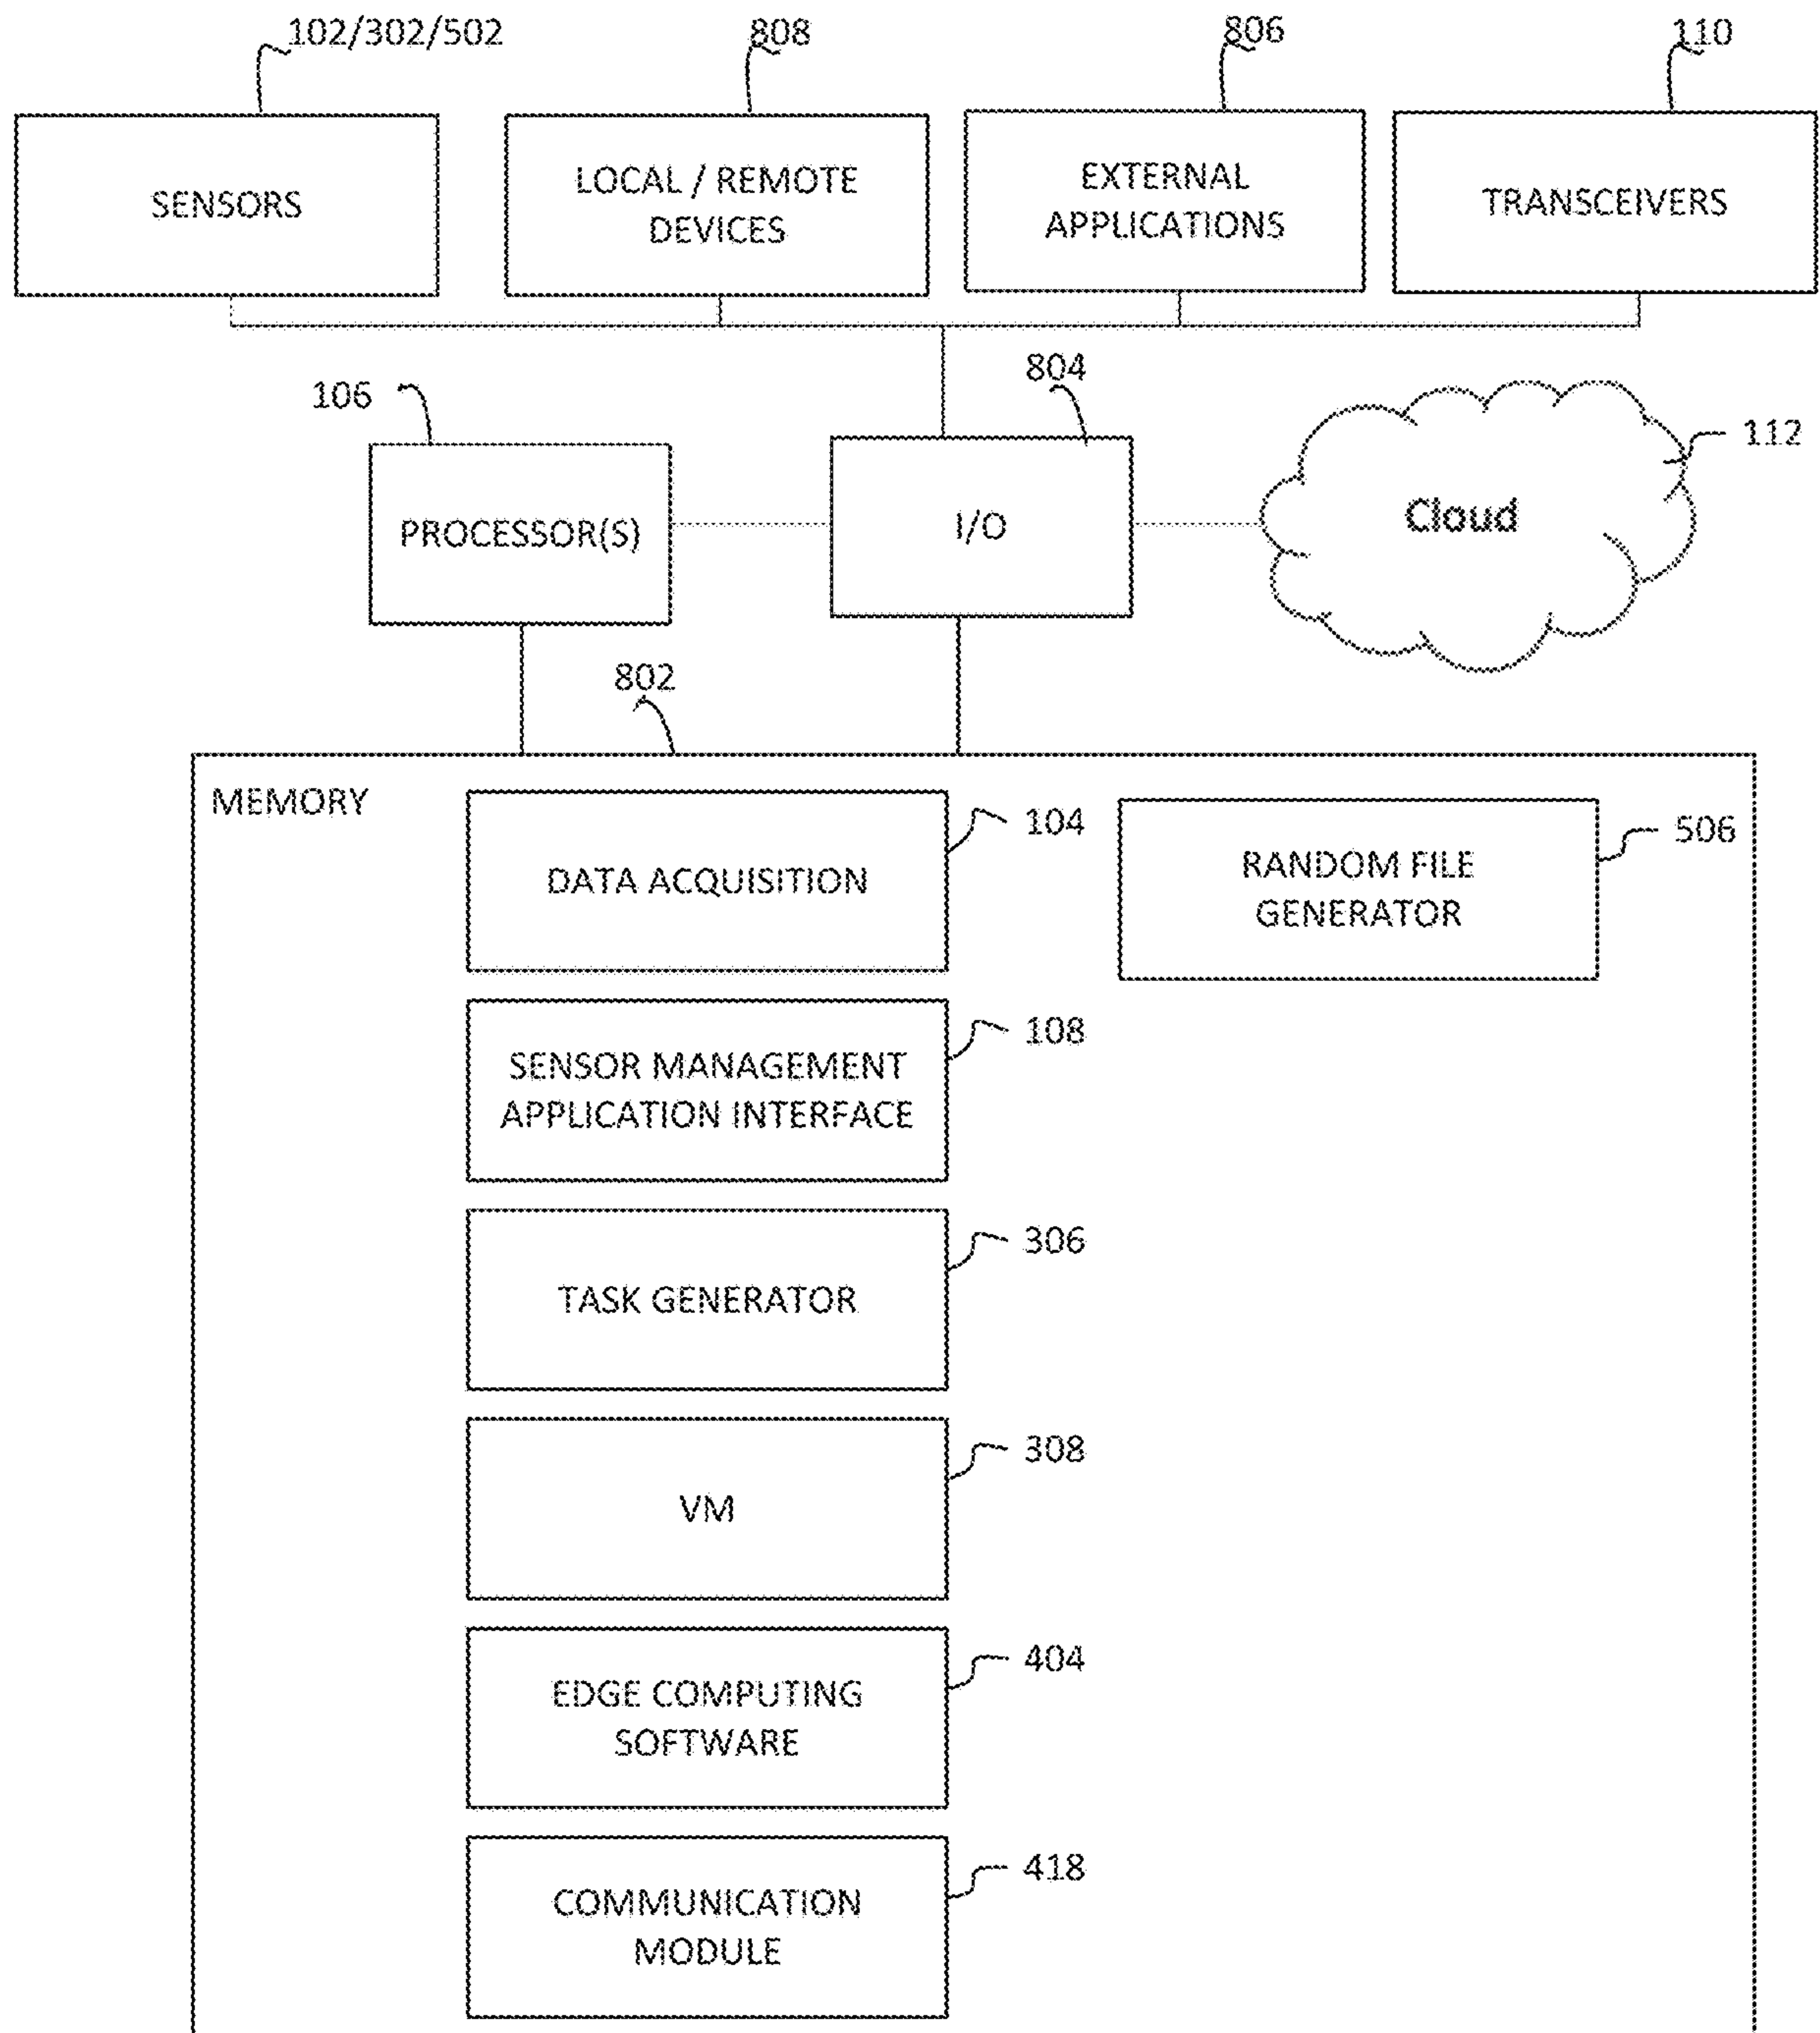 102/302/502
808
806
110
SENSORS
LOCAL / REMOTE
DEVICES
EXTERNAL
APPLICATIONS
TRANSCEIVERS
106
804
112
PROCESSOR(S)
I/O
Cloud
802
MEMORY
DATA ACQUISITION
104
RANDOM FILE
GENERATOR
506
SENSOR MANAGEMENT
APPLICATION INTERFACE
108
TASK GENERATOR
306
VM
308
EDGE COMPUTING
SOFTWARE
404
COMMUNICATION
MODULE
418